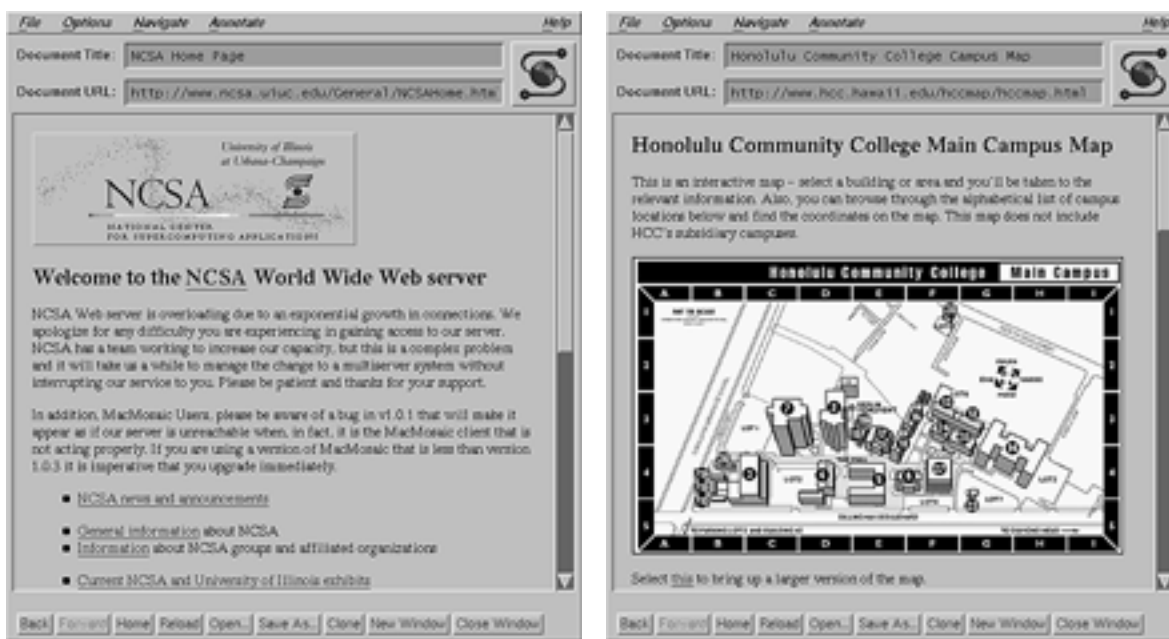 File Options Navigate Annotate Help
Document Title: NCSA Home Page
Document URL: http://www.ncsa.uiuc.edu/General/NCSAHome.htm
University of Illinois
at Urbana-Champaign
NCSA
NATIONAL CENTER
FOR SUPERCOMPUTING APPLICATIONS
Welcome to the NCSA World Wide Web server
NCSA Web server is overloading due to an exponential growth in connections. We
apologize for any difficulty you are experiencing in gaining access to our server.
NCSA has a team working to increase our capacity, but this is a complex problem
and it will take us a while to manage the change to a multiserver system without
interrupting our service to you. Please be patient and thanks for your support.
In addition, MacMosaic Users, please be aware of a bug in v1.0.1 that will make it
appear as if our server is unreachable when, in fact, it is the MacMosaic client that is
not acting properly. If you are using a version of MacMosaic that is less than version
1.0.3 it is imperative that you upgrade immediately.
NCSA news and announcements
General information about NCSA
Information about NCSA groups and affiliated organizations
Current NCSA and University of Illinois exhibits
Back Forward Home Reload Open... Save As... Clone New Window Close Window
File Options Navigate Annotate Help
Document Title: Honolulu Community College Campus Map
Document URL: http://www.hcc.hawaii.edu/hccmap/hccmap.html
Honolulu Community College Main Campus Map
This is an interactive map – select a building or area and you'll be taken to the
relevant information. Also, you can browse through the alphabetical list of campus
locations below and find the coordinates on the map. This map does not include
HCC's subsidiary campuses.
Honolulu Community College Main Campus
A B C D E F G H I
1 1
2 2
3 3
4 4
5 5
A B C D E F G H I
Select this to bring up a larger version of the map.
Back Forward Home Reload Open... Save As... Clone New Window Close Window